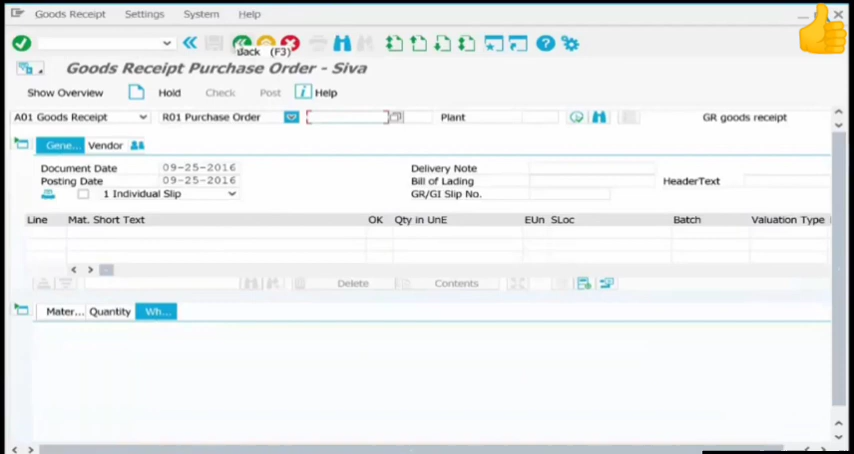 Goods Receipt Settings System Help
Back (F3)
Goods Receipt Purchase Order - Siva
Show Overview Hold Check Post Help
A01 Goods Receipt R01 Purchase Order Plant GR goods receipt
Gene... Vendor
Document Date 09-25-2016 Delivery Note
Posting Date 09-25-2016 Bill of Lading HeaderText
1 Individual Slip GR/GI Slip No.
Line Mat. Short Text OK Qty in UnE EUn SLoc Batch Valuation Type
Delete Contents
Mater... Quantity Wh...